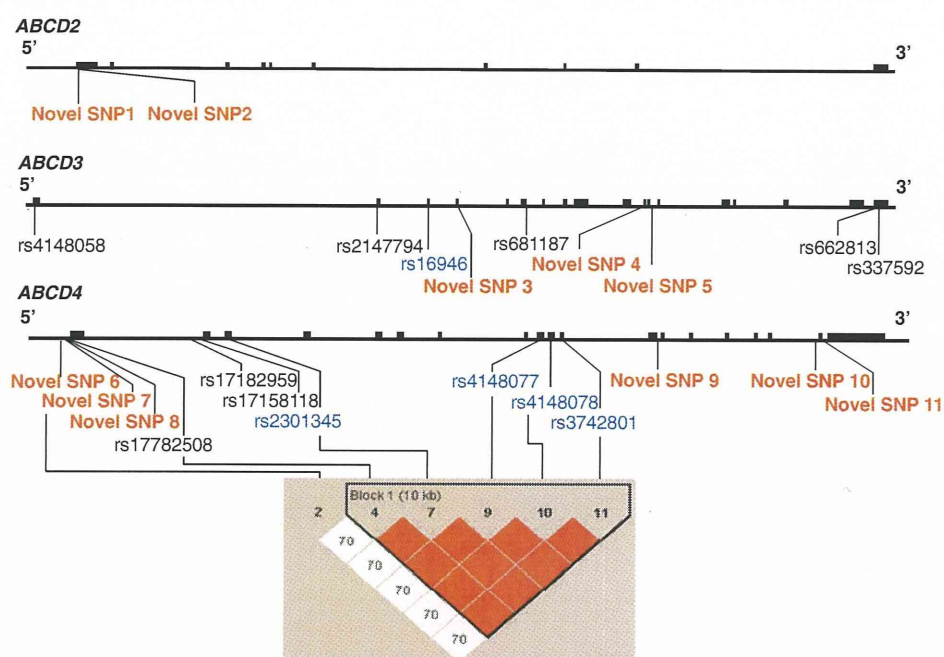 ABCD2
5’ 3’
Novel SNP1 Novel SNP2
ABCD3
5’ 3’
rs4148058 rs2147794 rs681187 rs662813
rs16946 Novel SNP 4 rs337592
Novel SNP 3 Novel SNP 5
ABCD4
5’ 3’
Novel SNP 6 rs17182959 rs4148077 Novel SNP 9 Novel SNP 10
Novel SNP 7 rs17158118 rs4148078 Novel SNP 11
Novel SNP 8 rs2301345 rs3742801
rs17782508
Block 1 (10 kb)
2 4 7 9 10 11
70
70
70
70
70